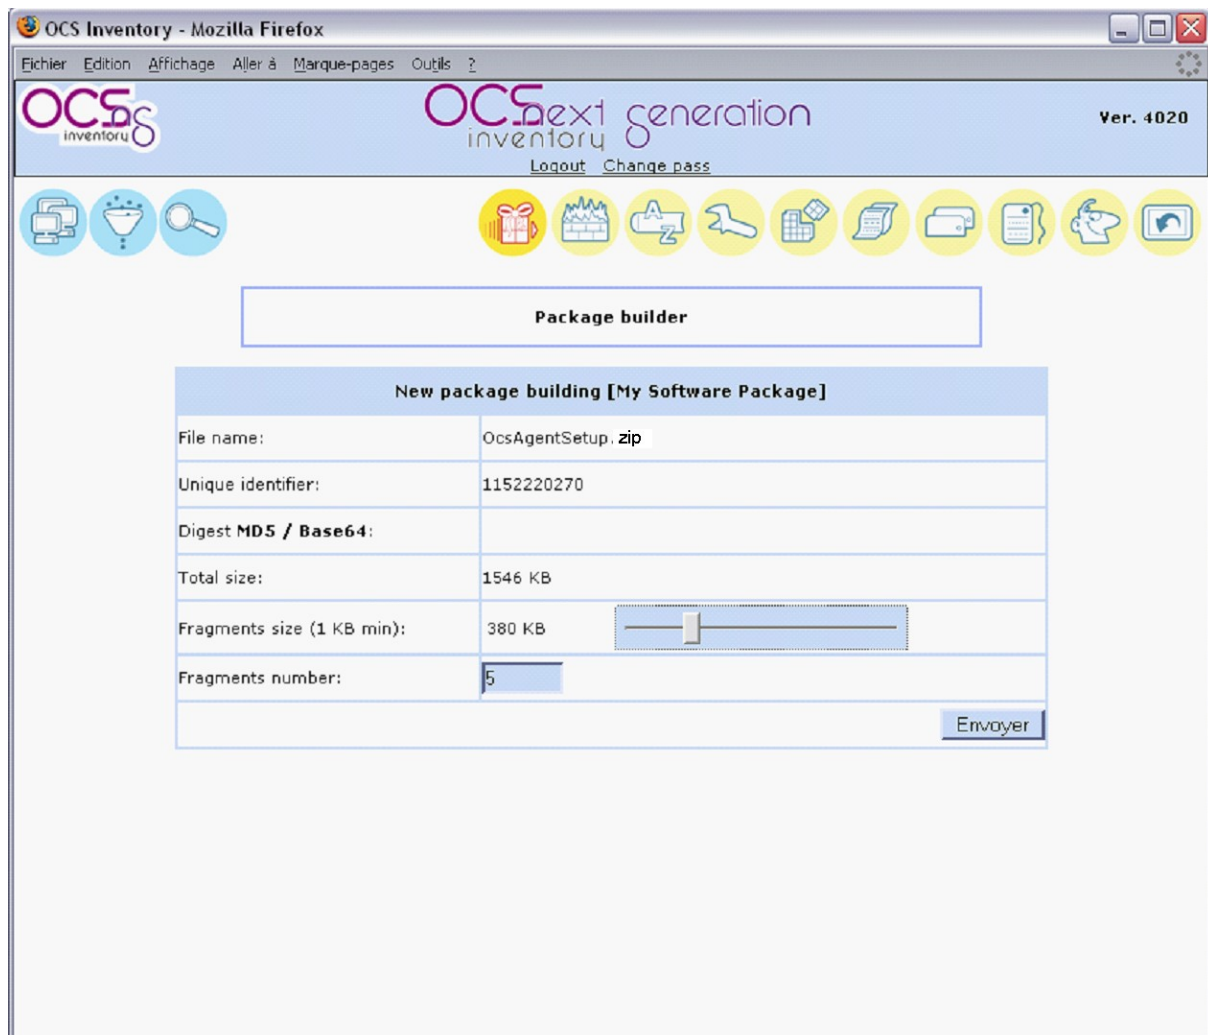 OCS Inventory - Mozilla Firefox
Fichier Edition Affichage Aller à Marque-pages Outils ?
OCS ng inventory
OCS next generation inventory
Ver. 4020
Logout Change pass
A Z
Package builder
New package building [My Software Package]
File name: OcsAgentSetup.zip
Unique identifier: 1152220270
Digest MD5 / Base64:
Total size: 1546 KB
Fragments size (1 KB min): 380 KB
Fragments number: 5
Envoyer